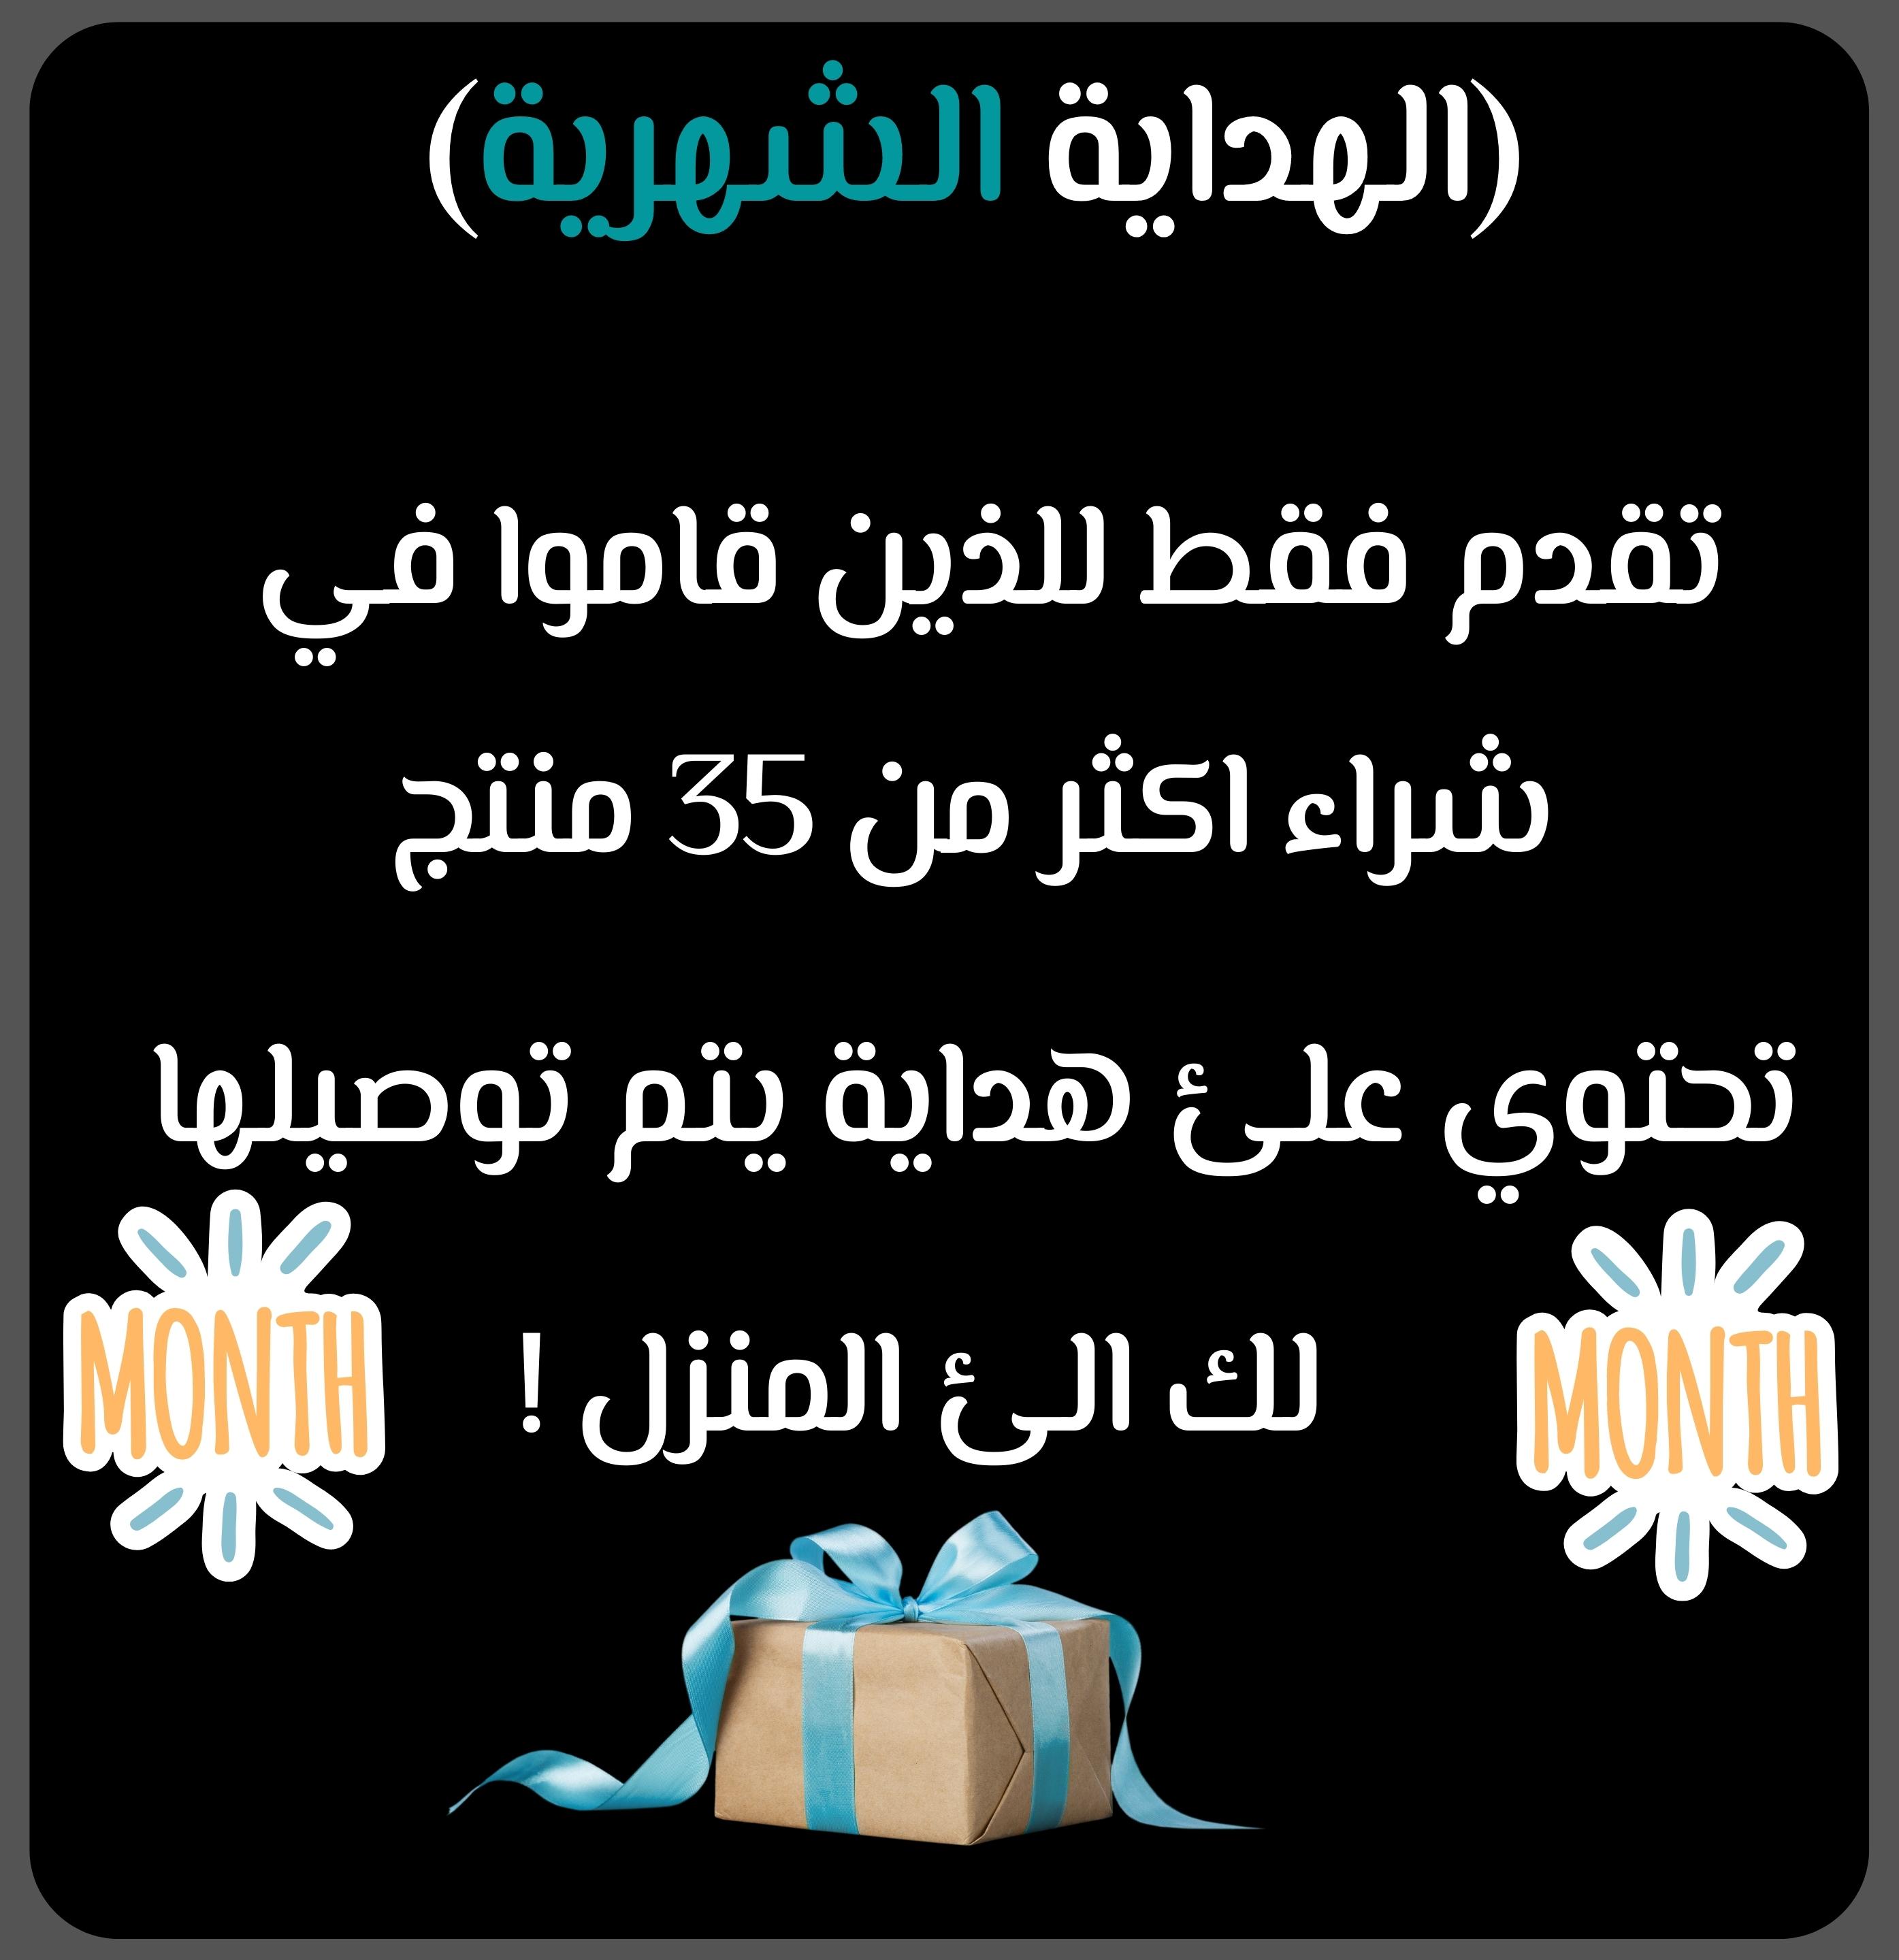 (الهداية الشهرية)
تقدم فقط للذين قاموا في
شراء اكثر من 35 منتج
تحتوي علىٔ هداية يتم توصيلها
لك الىٔ المنزل !
MONTH
MONTH